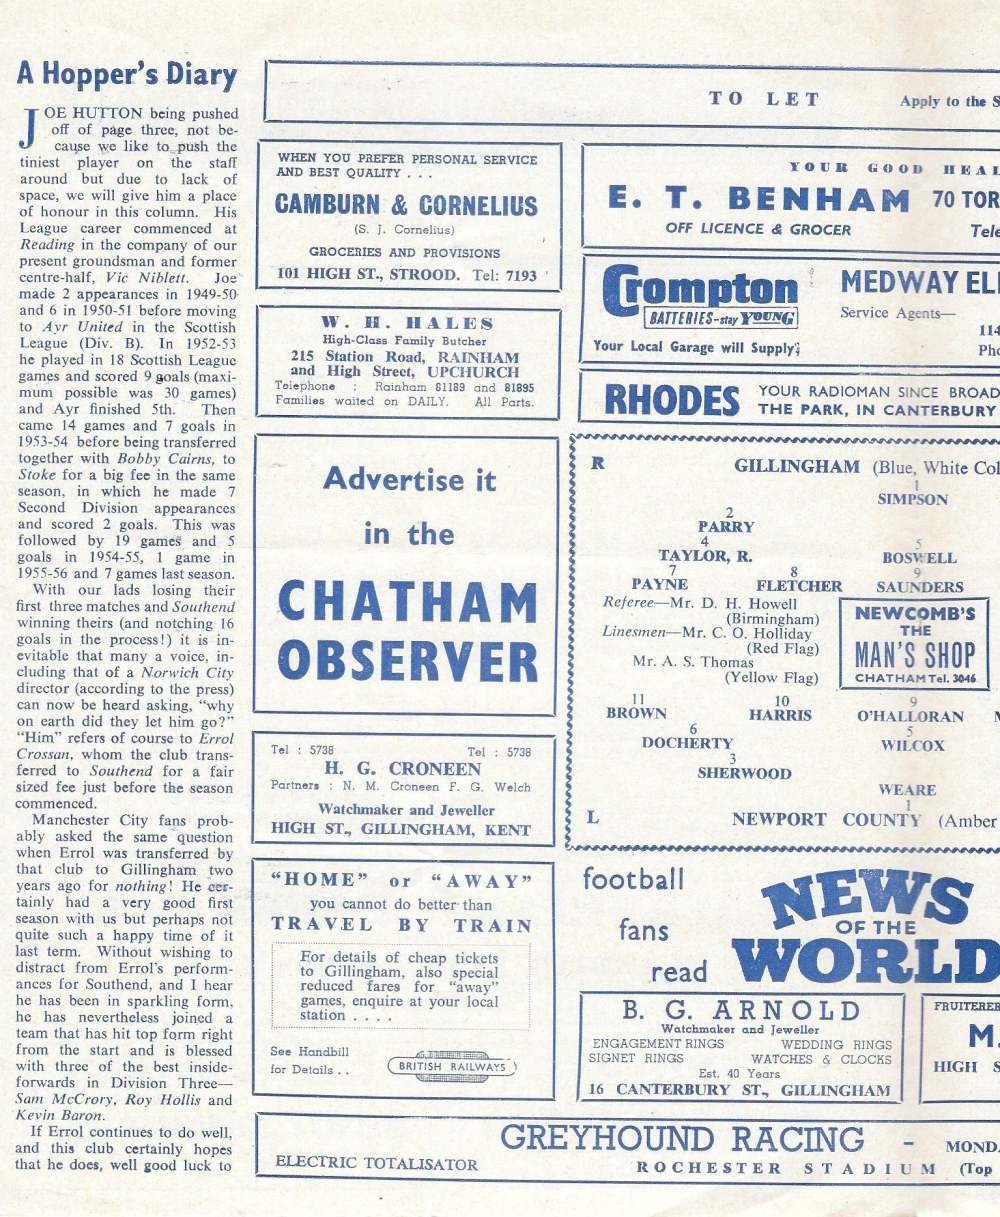 A Hopper's Diary
JOE HUTTON being pushed
off of page three, not be-
cause we like to push the
tiniest player on the staff
around but due to lack of
space, we will give him a place
of honour in this column. His
League career commenced at
Reading in the company of our
present groundsman and former
centre-half, Vic Niblett. Joe
made 2 appearances in 1949-50
and 6 in 1950-51 before moving
to Ayr United in the Scottish
League (Div. B). In 1952-53
he played in 18 Scottish League
games and scored 9 goals (maxi-
mum possible was 30 games)
and Ayr finished 5th. Then
came 14 games and 7 goals in
1953-54 before being transferred
together with Bobby Cairns, to
Stoke for a big fee in the same
season, in which he made 7
Second Division appearances
and scored 2 goals. This was
followed by 19 games and 5
goals in 1954-55, 1 game in
1955-56 and 7 games last season.
With our lads losing their
first three matches and Southend
winning theirs (and notching 16
goals in the process!) it is in-
evitable that many a voice, in-
cluding that of a Norwich City
director (according to the press)
can now be heard asking, "why
on earth did they let him go?"
"Him" refers of course to Errol
Crossan, whom the club trans-
ferred to Southend for a fair
sized fee just before the season
commenced.
Manchester City fans prob-
ably asked the same question
when Errol was transferred by
that club to Gillingham two
years ago for nothing! He cer-
tainly had a very good first
season with us but perhaps not
quite such a happy time of it
last term. Without wishing to
distract from Errol's perform-
ances for Southend, and I hear
he has been in sparkling form,
he has nevertheless joined a
team that has hit top form right
from the start and is blessed
with three of the best inside-
forwards in Division Three—
Sam McCrory, Roy Hollis and
Kevin Baron.
If Errol continues to do well,
and this club certainly hopes
that he does, well good luck to
TO LET Apply to the S
WHEN YOU PREFER PERSONAL SERVICE
AND BEST QUALITY . . .
CAMBURN & CORNELIUS
(S. J. Cornelius)
GROCERIES AND PROVISIONS
101 HIGH ST., STROOD. Tel: 7193
W. H. HALES
High-Class Family Butcher
215 Station Road, RAINHAM
and High Street, UPCHURCH
Telephone : Rainham 81189 and 81895
Families waited on DAILY. All Parts.
Advertise it
in the
CHATHAM
OBSERVER
Tel : 5738 Tel : 5738
H. G. CRONEEN
Partners : N. M. Croneen F. G. Welch
Watchmaker and Jeweller
HIGH ST., GILLINGHAM, KENT
"HOME" or "AWAY"
you cannot do better than
TRAVEL BY TRAIN
For details of cheap tickets
to Gillingham, also special
reduced fares for "away"
games, enquire at your local
station . . . .
See Handbill
for Details . .
BRITISH RAILWAYS
YOUR GOOD HEAL
E. T. BENHAM 70 TOR
OFF LICENCE & GROCER Tele
Crompton
BATTERIES-stay YOUNG
Your Local Garage will Supply
MEDWAY EL
Service Agents—
114
Pho
RHODES
YOUR RADIOMAN SINCE BROAD
THE PARK, IN CANTERBURY
R GILLINGHAM (Blue, White Col
1
SIMPSON
2
PARRY
4 5
TAYLOR, R. BOSWELL
7 8 9
PAYNE FLETCHER SAUNDERS
Referee—Mr. D. H. Howell
(Birmingham)
Linesmen—Mr. C. O. Holliday
(Red Flag)
Mr. A. S. Thomas
(Yellow Flag)
NEWCOMB'S
THE
MAN'S SHOP
CHATHAM Tel. 3046
11 10 9
BROWN HARRIS O'HALLORAN
6 5
DOCHERTY WILCOX
3
SHERWOOD
WEARE
1
L NEWPORT COUNTY (Amber
football
fans
read
NEWS
OF THE
WORLD
B. G. ARNOLD
Watchmaker and Jeweller
ENGAGEMENT RINGS WEDDING RINGS
SIGNET RINGS WATCHES & CLOCKS
Est. 40 Years
16 CANTERBURY ST., GILLINGHAM
FRUITERER
M.
HIGH S
GREYHOUND RACING - MOND
ELECTRIC TOTALISATOR ROCHESTER STADIUM (Top